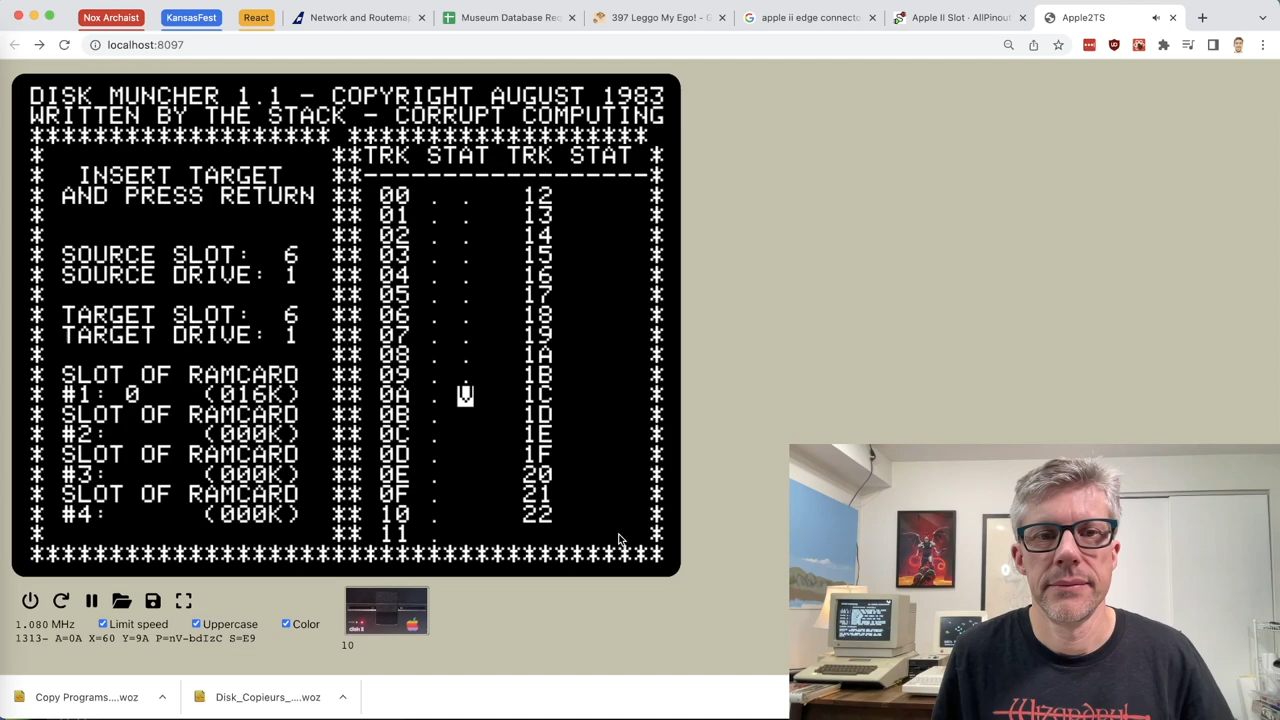 Nox Archaist
KansasFest
React
Network and Routema
Museum Database Re
397 Leggo My Ego! - G
apple ii edge connecto
Apple II Slot · AllPinout
Apple2TS
localhost:8097
DISK MUNCHER 1.1 - COPYRIGHT AUGUST 1983
WRITTEN BY THE STACK - CORRUPT COMPUTING
******************* *******************
* **TRK STAT TRK STAT *
* INSERT TARGET **------------------*
* AND PRESS RETURN ** 00 . . 12 *
* ** 01 . . 13 *
* ** 02 . . 14 *
* SOURCE SLOT: 6 ** 03 . . 15 *
* SOURCE DRIVE: 1 ** 04 . . 16 *
* ** 05 . . 17 *
* TARGET SLOT: 6 ** 06 . . 18 *
* TARGET DRIVE: 1 ** 07 . . 19 *
* ** 08 . . 1A *
* SLOT OF RAMCARD ** 09 . . 1B *
* #1: 0 (016K) ** 0A . V 1C *
* SLOT OF RAMCARD ** 0B . 1D *
* #2: (000K) ** 0C . 1E *
* SLOT OF RAMCARD ** 0D . 1F *
* #3: (000K) ** 0E . 20 *
* SLOT OF RAMCARD ** 0F . 21 *
* #4: (000K) ** 10 . 22 *
* ** 11 . *
****************************************
1.080 MHz Limit speed Uppercase Color
1313- A=0A X=60 Y=9A P=nV-bdIzC S=E9
disk II
10
Copy Programs....woz
Disk_Copieurs_....woz
Wizardry